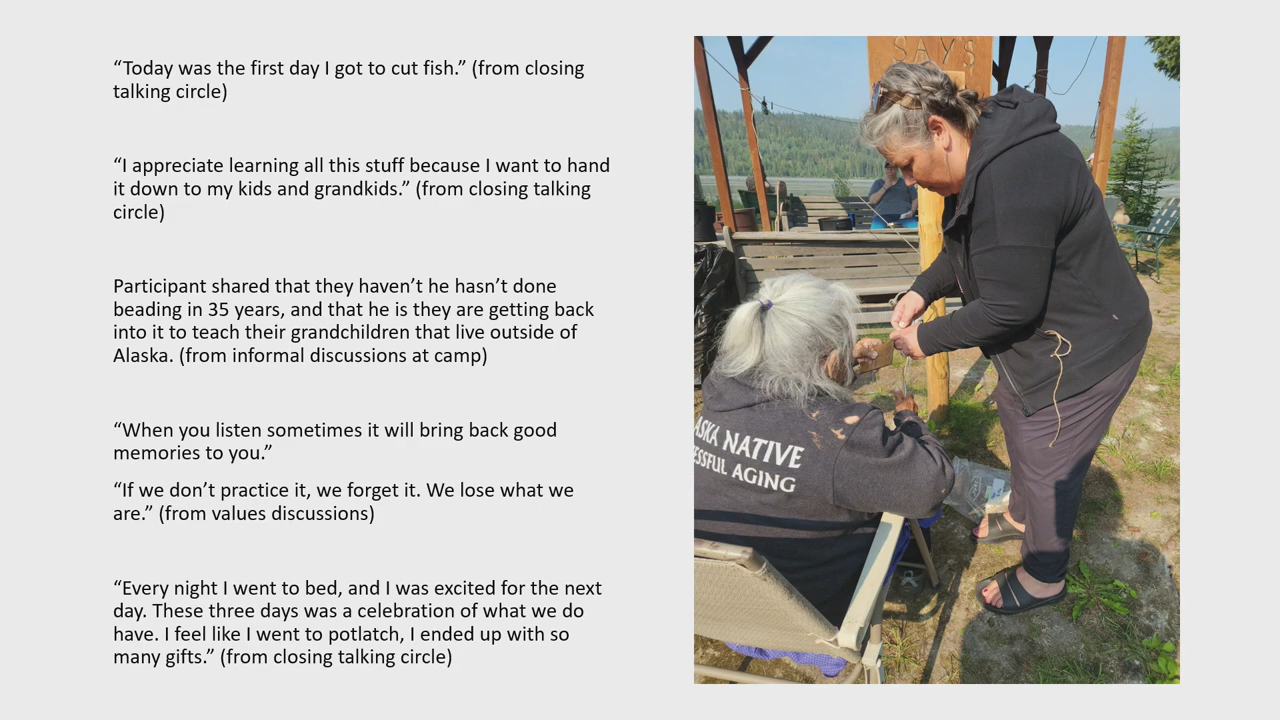 “Today was the first day I got to cut fish.” (from closing
talking circle)
“I appreciate learning all this stuff because I want to hand
it down to my kids and grandkids.” (from closing talking
circle)
Participant shared that they haven’t he hasn’t done
beading in 35 years, and that he is they are getting back
into it to teach their grandchildren that live outside of
Alaska. (from informal discussions at camp)
“When you listen sometimes it will bring back good
memories to you.”
“If we don’t practice it, we forget it. We lose what we
are.” (from values discussions)
“Every night I went to bed, and I was excited for the next
day. These three days was a celebration of what we do
have. I feel like I went to potlatch, I ended up with so
many gifts.” (from closing talking circle)
SAYS
ASKA NATIVE
ESSFUL AGING